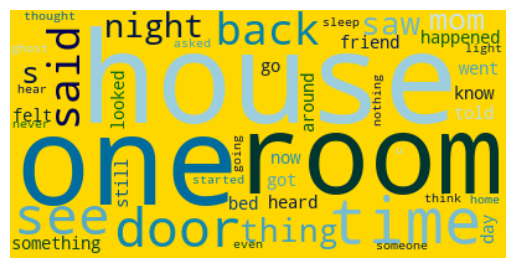 thought night back saw mom
ghost asked sleep friend happened
said house light
s hear looked go around nothing went know
felt told
never one room
still going now u
started got
bed heard think home
see door thing time day
something even someone